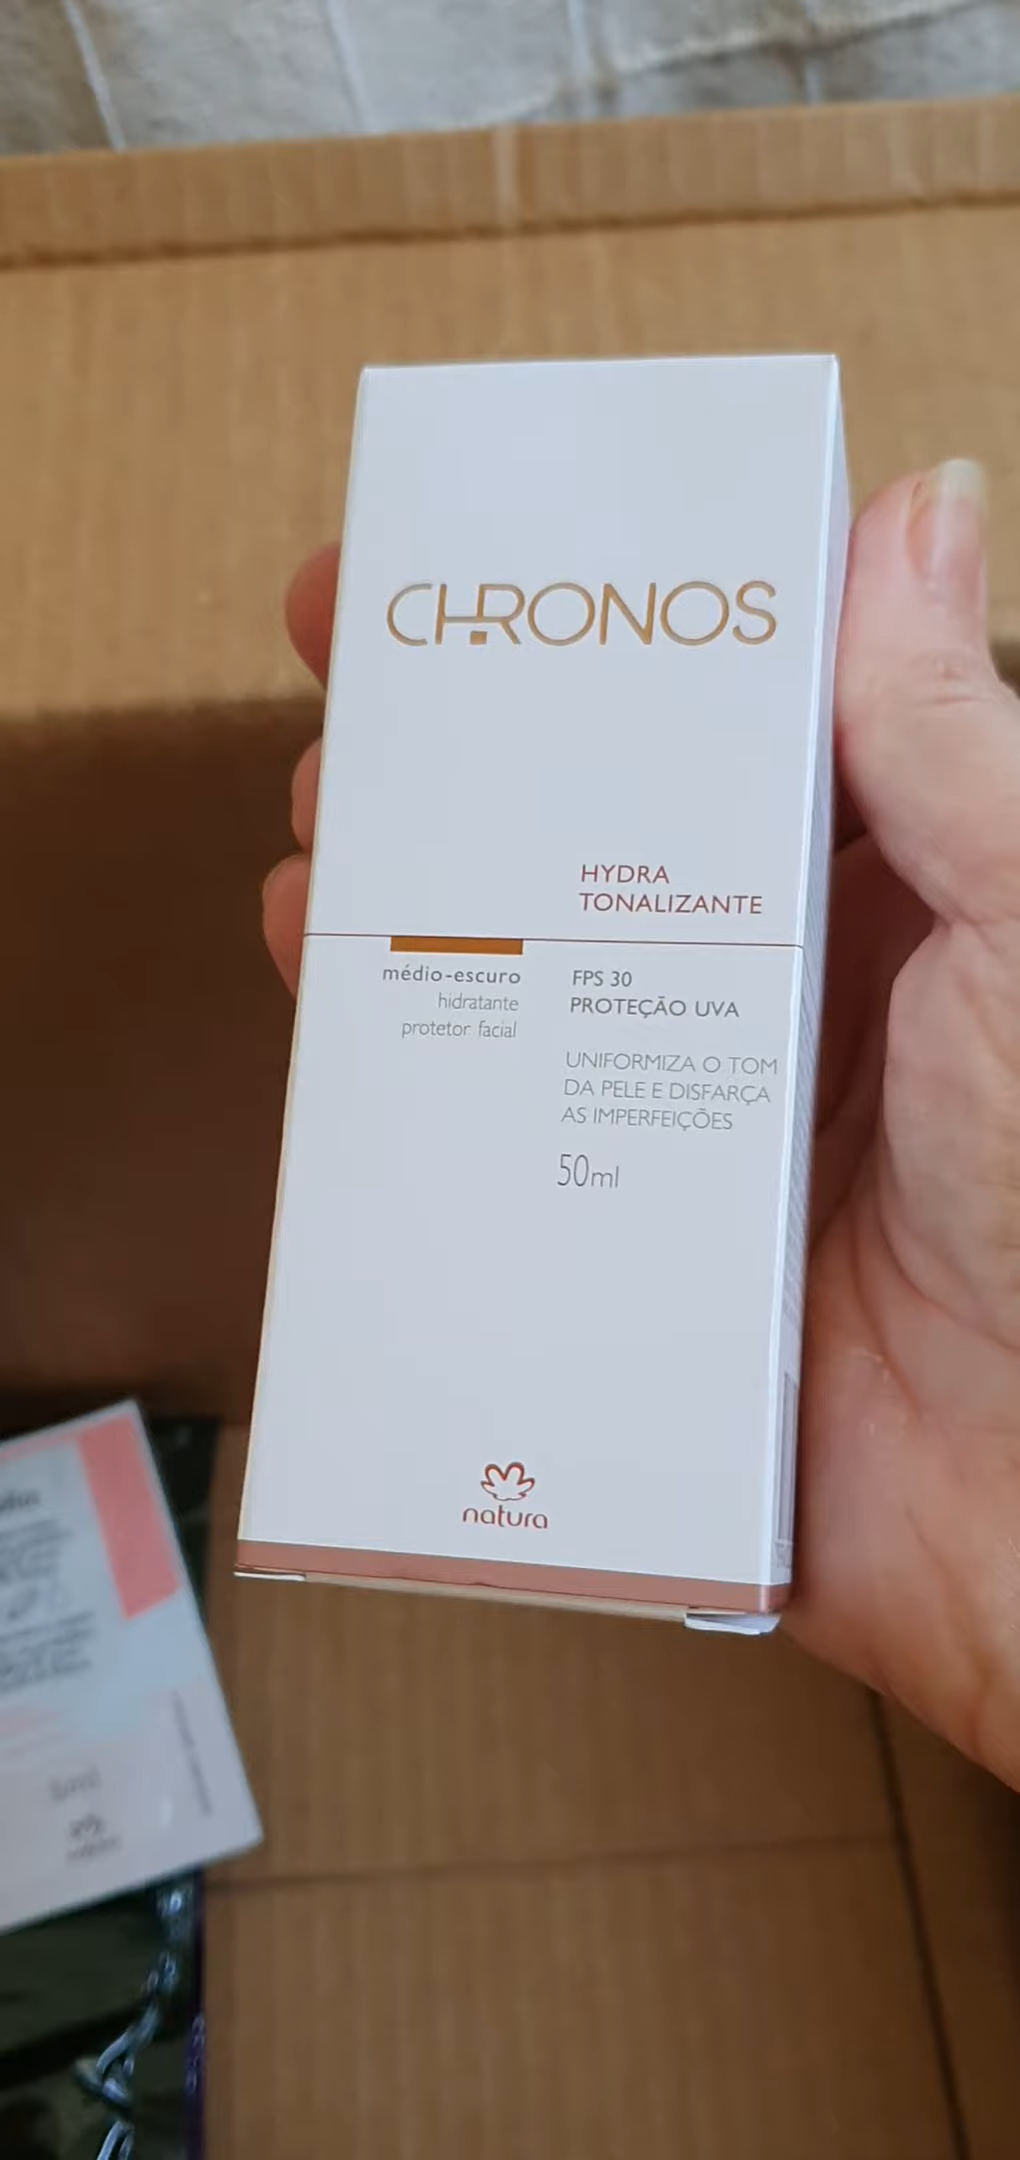 CHRONOS
HYDRA
TONALIZANTE
médio-escuro
hidratante
protetor facial
FPS 30
PROTEÇÃO UVA
UNIFORMIZA O TOM
DA PELE E DISFARÇA
AS IMPERFEIÇÕES
50ml
natura